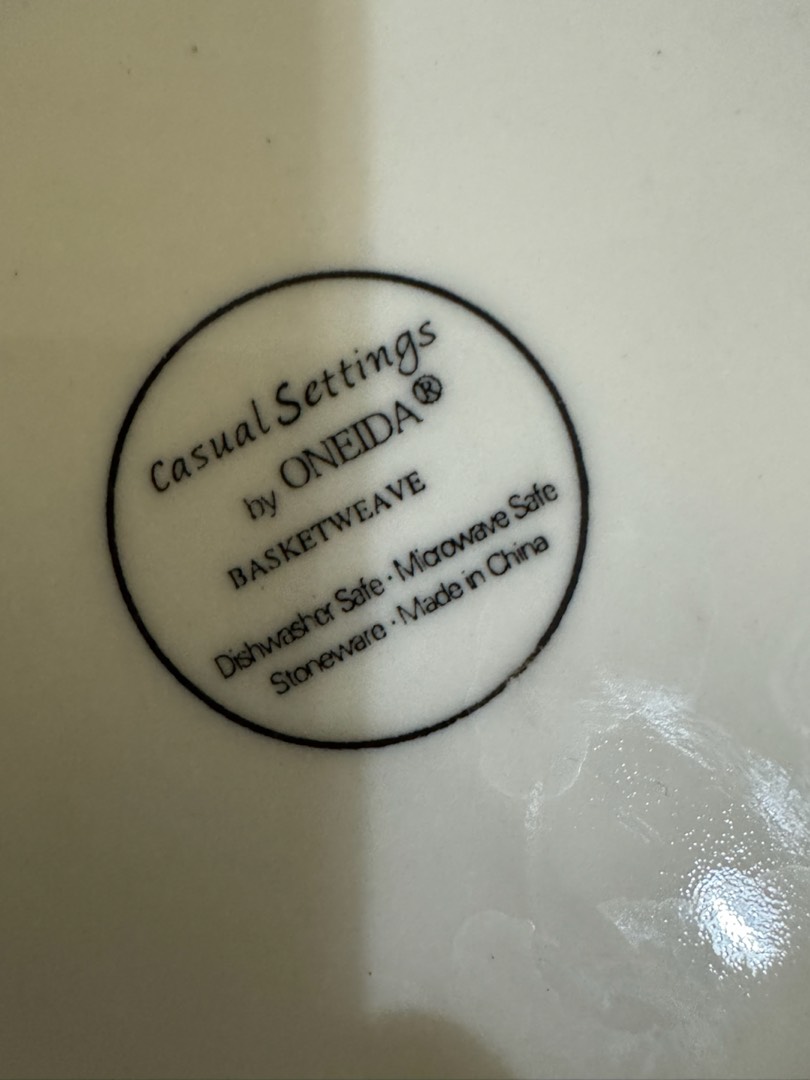 Casual Settings
by ONEIDA®
BASKETWEAVE
Dishwasher Safe · Microwave Safe
Stoneware · Made in China